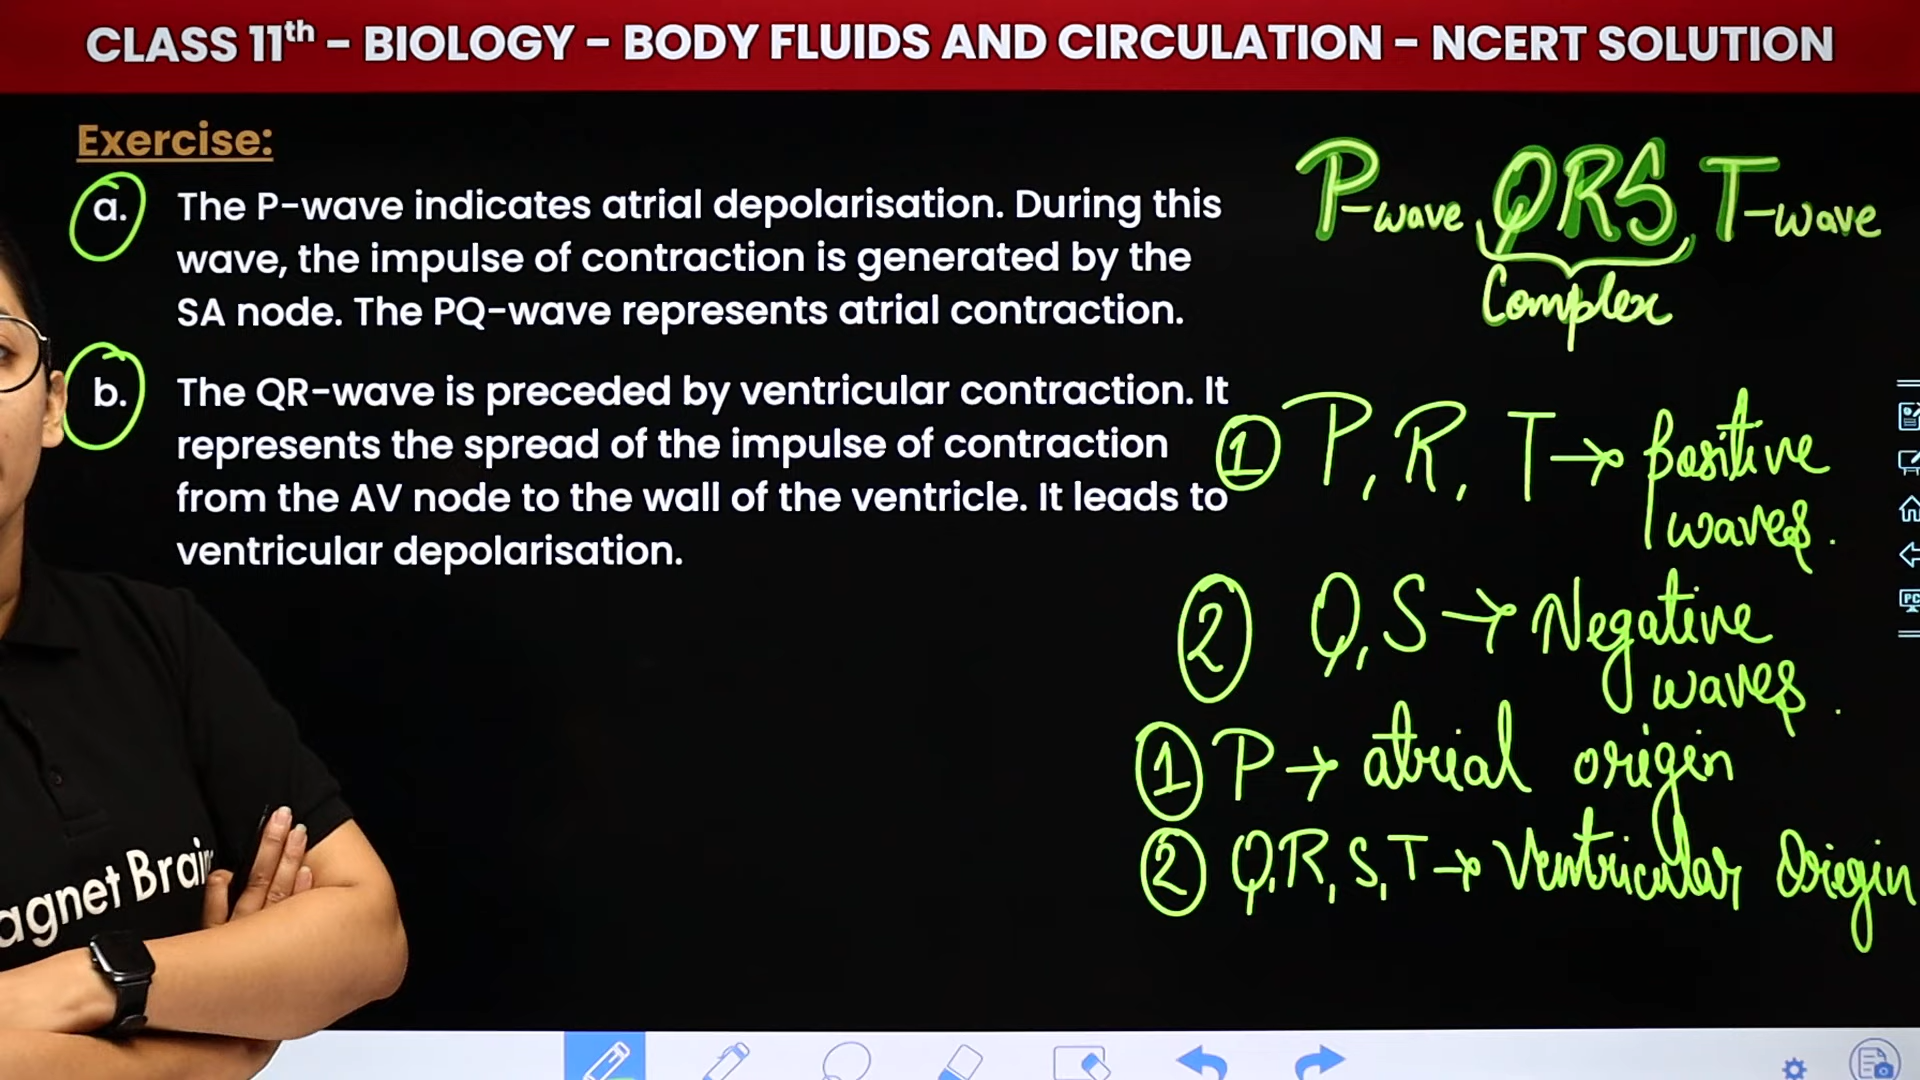 CLASS 11th – BIOLOGY – BODY FLUIDS AND CIRCULATION – NCERT SOLUTION
Exercise:
a. The P-wave indicates atrial depolarisation. During this
wave, the impulse of contraction is generated by the
SA node. The PQ-wave represents atrial contraction.
b. The QR-wave is preceded by ventricular contraction. It
represents the spread of the impulse of contraction
from the AV node to the wall of the ventricle. It leads to
ventricular depolarisation.
P-wave, QRS, T-wave
Complex
① P, R, T → positive
waves.
② Q, S → Negative
waves.
① P → atrial origin
② Q, R, S, T → Ventricular Origin
agnet Brain
PC